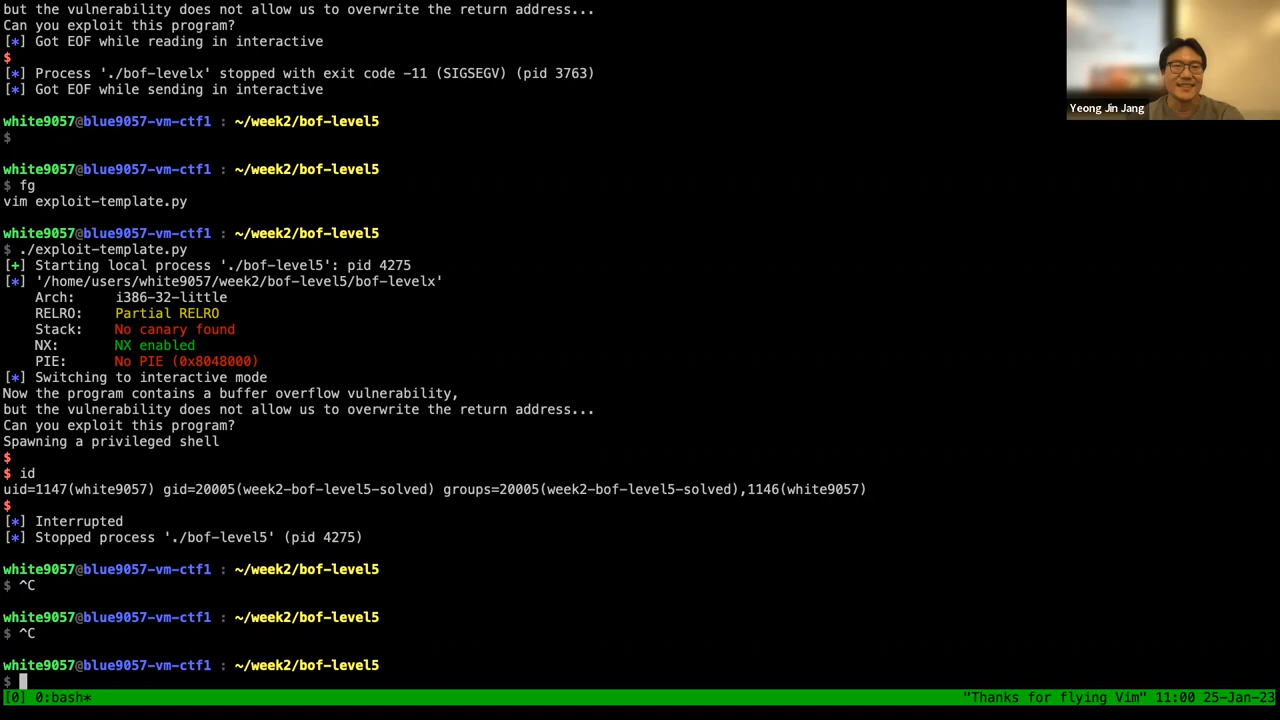 but the vulnerability does not allow us to overwrite the return address...
Can you exploit this program?
[*] Got EOF while reading in interactive
$
[*] Process './bof-levelx' stopped with exit code -11 (SIGSEGV) (pid 3763)
[*] Got EOF while sending in interactive
white9057@blue9057-vm-ctf1 : ~/week2/bof-level5
$
white9057@blue9057-vm-ctf1 : ~/week2/bof-level5
$ fg
vim exploit-template.py
white9057@blue9057-vm-ctf1 : ~/week2/bof-level5
$ ./exploit-template.py
[+] Starting local process './bof-level5': pid 4275
[*] '/home/users/white9057/week2/bof-level5/bof-levelx'
Arch:     i386-32-little
RELRO:    Partial RELRO
Stack:    No canary found
NX:       NX enabled
PIE:      No PIE (0x8048000)
[*] Switching to interactive mode
Now the program contains a buffer overflow vulnerability,
but the vulnerability does not allow us to overwrite the return address...
Can you exploit this program?
Spawning a privileged shell
$
$ id
uid=1147(white9057) gid=20005(week2-bof-level5-solved) groups=20005(week2-bof-level5-solved),1146(white9057)
$
[*] Interrupted
[*] Stopped process './bof-level5' (pid 4275)
white9057@blue9057-vm-ctf1 : ~/week2/bof-level5
$ ^C
white9057@blue9057-vm-ctf1 : ~/week2/bof-level5
$ ^C
white9057@blue9057-vm-ctf1 : ~/week2/bof-level5
$
[0] 0:bash* "Thanks for flying Vim" 11:00 25-Jan-23
Yeong Jin Jang